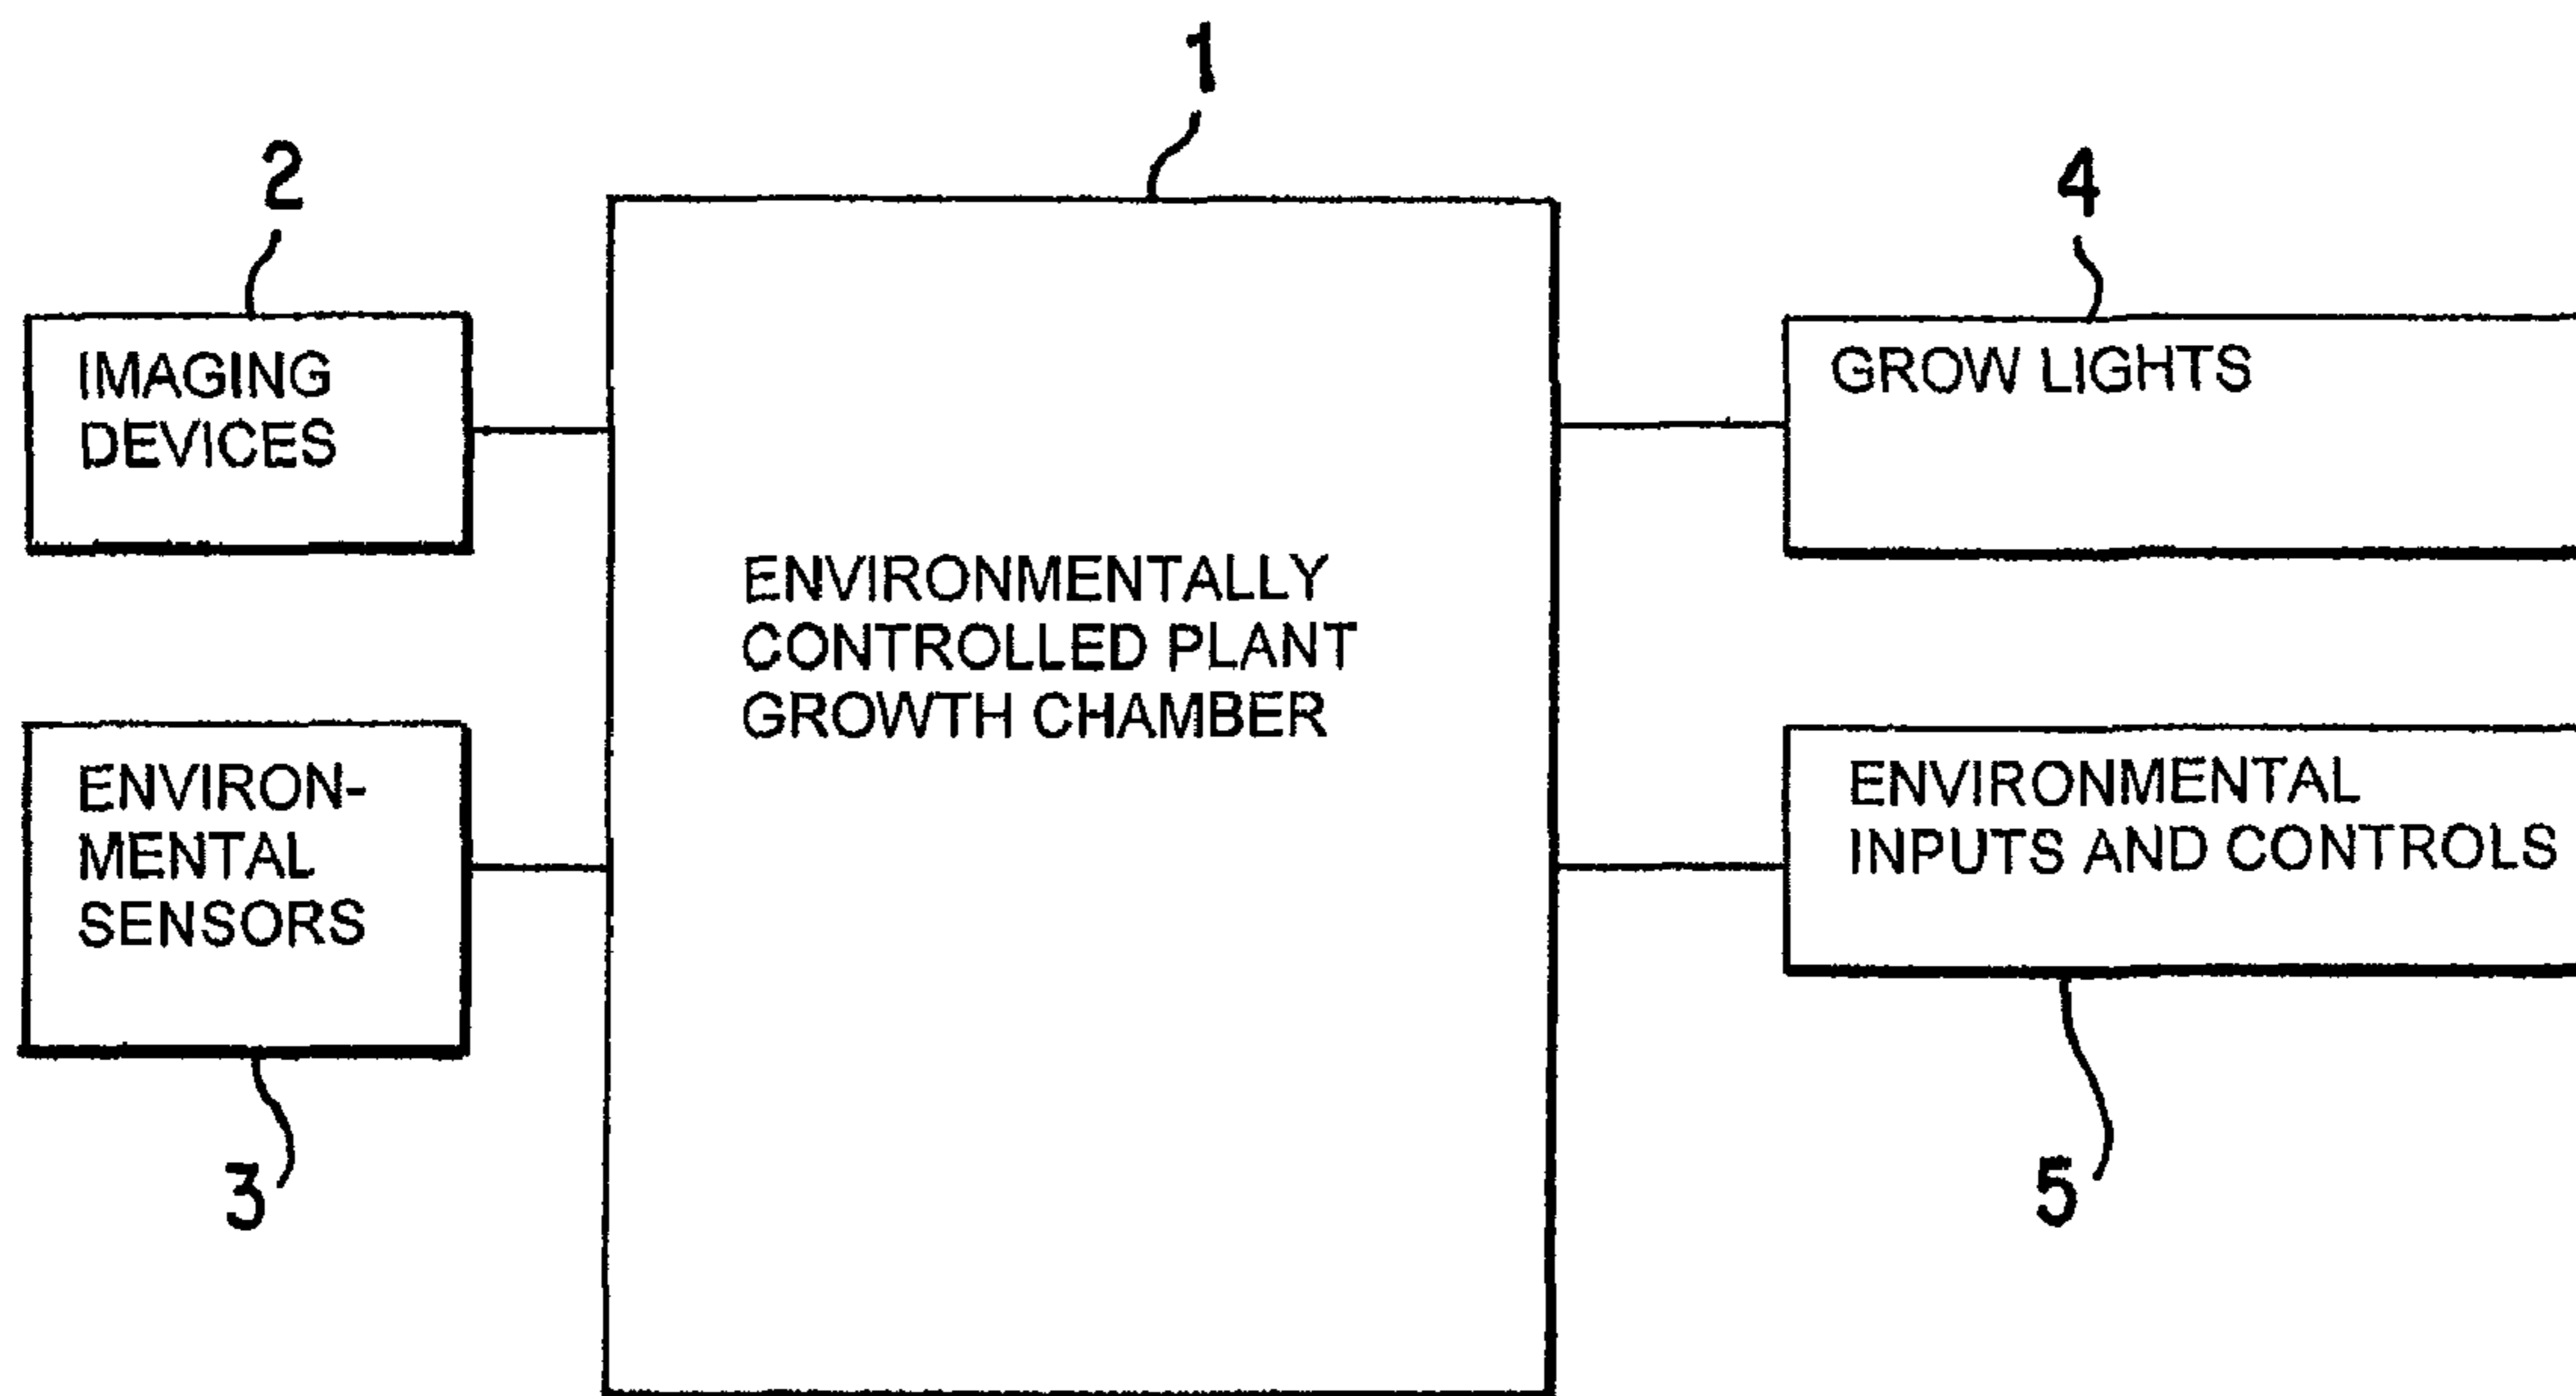 1
2
IMAGING
DEVICES
ENVIRON-
MENTAL
SENSORS
3
ENVIRONMENTALLY
CONTROLLED PLANT
GROWTH CHAMBER
4
GROW LIGHTS
ENVIRONMENTAL
INPUTS AND CONTROLS
5